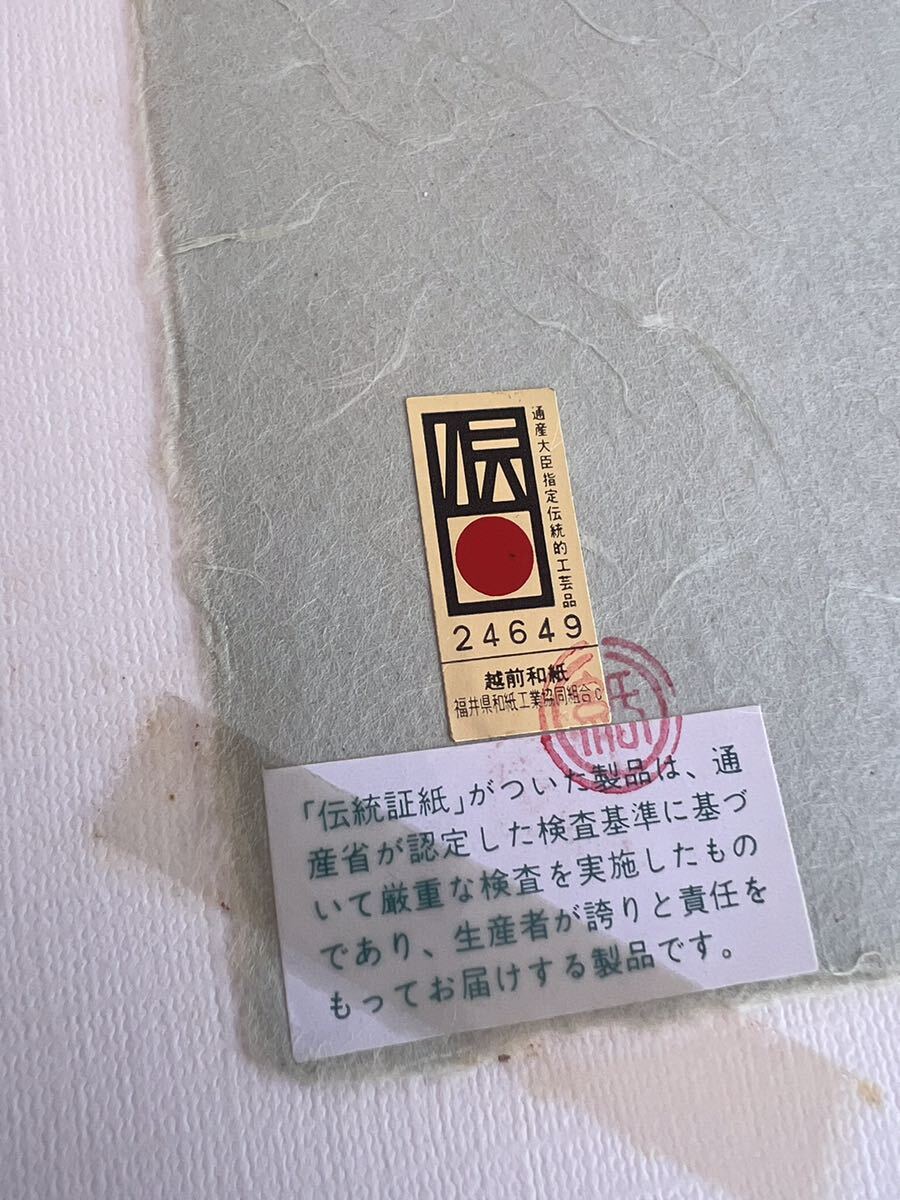 伝
通産大臣指定伝統的工芸品
24649
越前和紙
福井県和紙工業協同組合C
「伝統証紙」がついた製品は、通
産省が認定した検査基準に基づ
いて厳重な検査を実施したもの
であり、生産者が誇りと責任を
もってお届けする製品です。